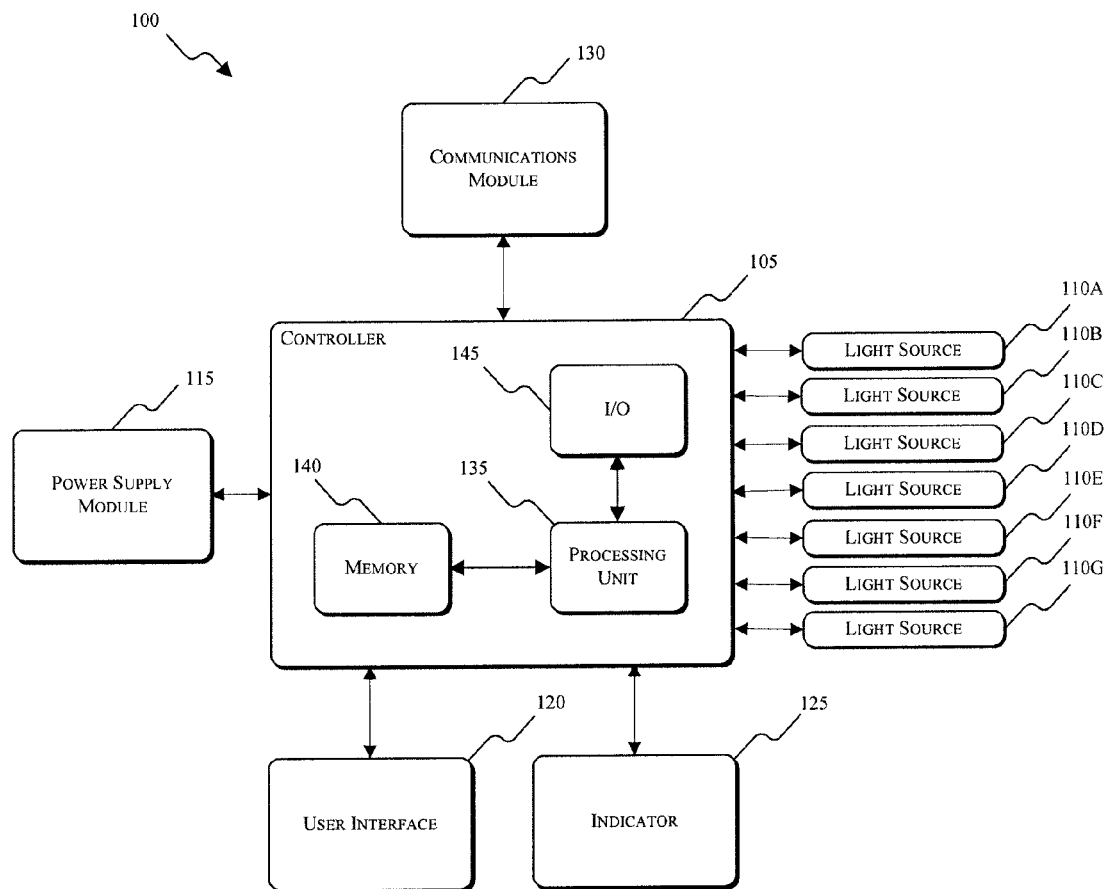 100
130
COMMUNICATIONS
MODULE
105
CONTROLLER
110A
LIGHT SOURCE
110B
LIGHT SOURCE
110C
LIGHT SOURCE
110D
LIGHT SOURCE
110E
LIGHT SOURCE
110F
LIGHT SOURCE
110G
LIGHT SOURCE
145
I/O
115
POWER SUPPLY
MODULE
140
MEMORY
135
PROCESSING
UNIT
120
USER INTERFACE
125
INDICATOR